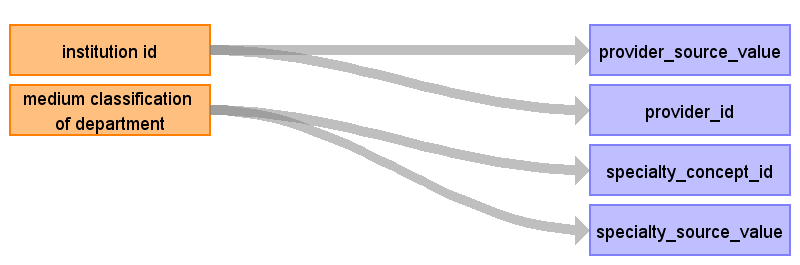 institution id
medium classification
of department
provider_source_value
provider_id
specialty_concept_id
specialty_source_value